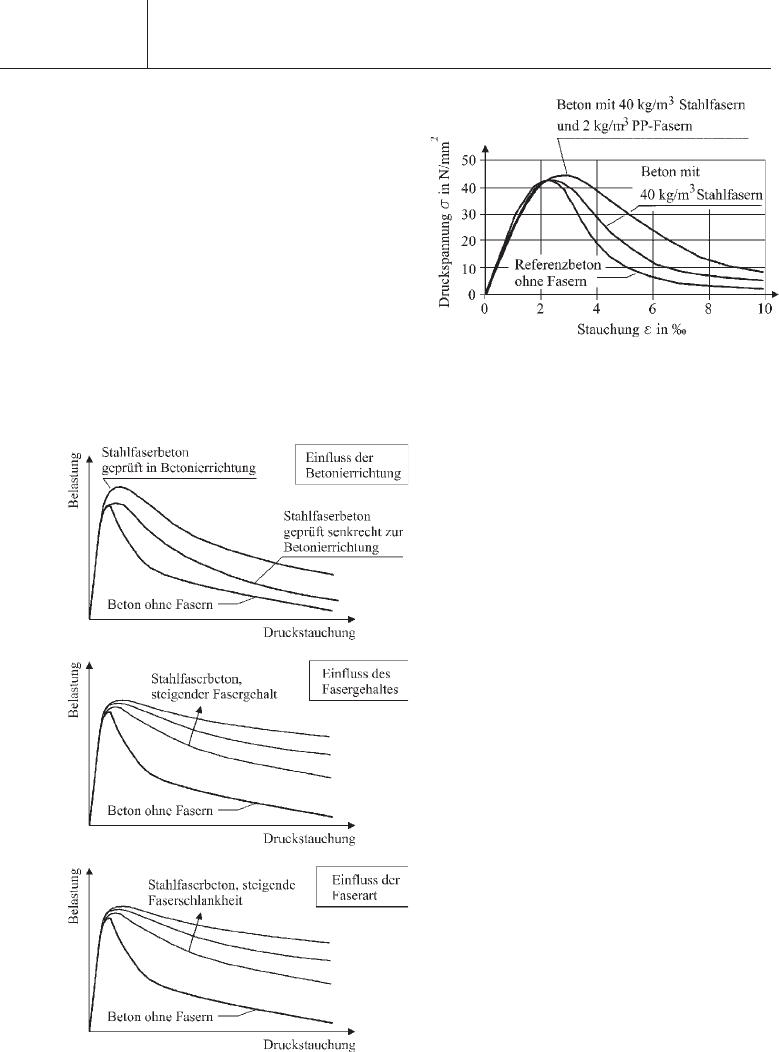 Beton mit 40 kg/m³ Stahlfasern
und 2 kg/m³ PP-Fasern
Druckspannung σ in N/mm²
50
40
30
20
10
0
Beton mit
40 kg/m³ Stahlfasern
Referenzbeton
ohne Fasern
0
2
4
6
8
10
Stauchung ε in ‰
Stahlfaserbeton
geprüft in Betonierrichtung
Einfluss der
Betonierrichtung
Belastung
Stahlfaserbeton
geprüft senkrecht zur
Betonierrichtung
Beton ohne Fasern
Druckstauchung
Stahlfaserbeton,
steigender Fasergehalt
Einfluss des
Fasergehaltes
Belastung
Beton ohne Fasern
Druckstauchung
Stahlfaserbeton, steigende
Faserschlankheit
Einfluss der
Faserart
Belastung
Beton ohne Fasern
Druckstauchung